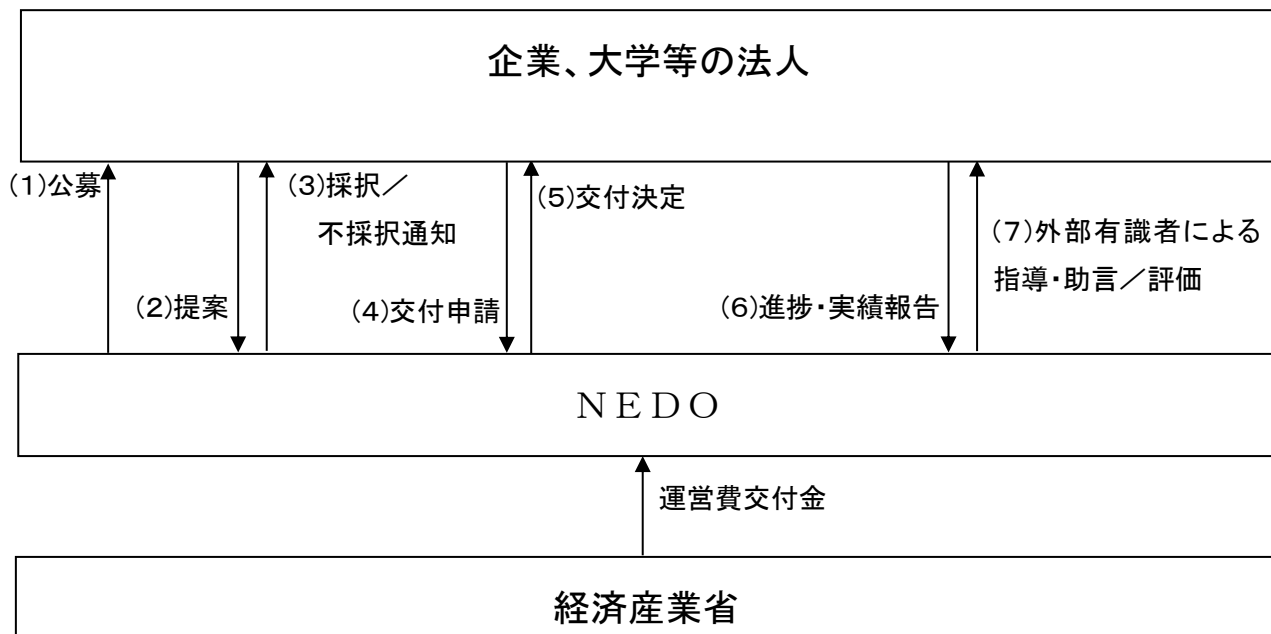 企業、大学等の法人
(1)公募
(3)採択／
不採択通知
(5)交付決定
(7)外部有識者による
指導・助言／評価
(2)提案
(4)交付申請
(6)進捗・実績報告
ＮＥＤＯ
運営費交付金
経済産業省